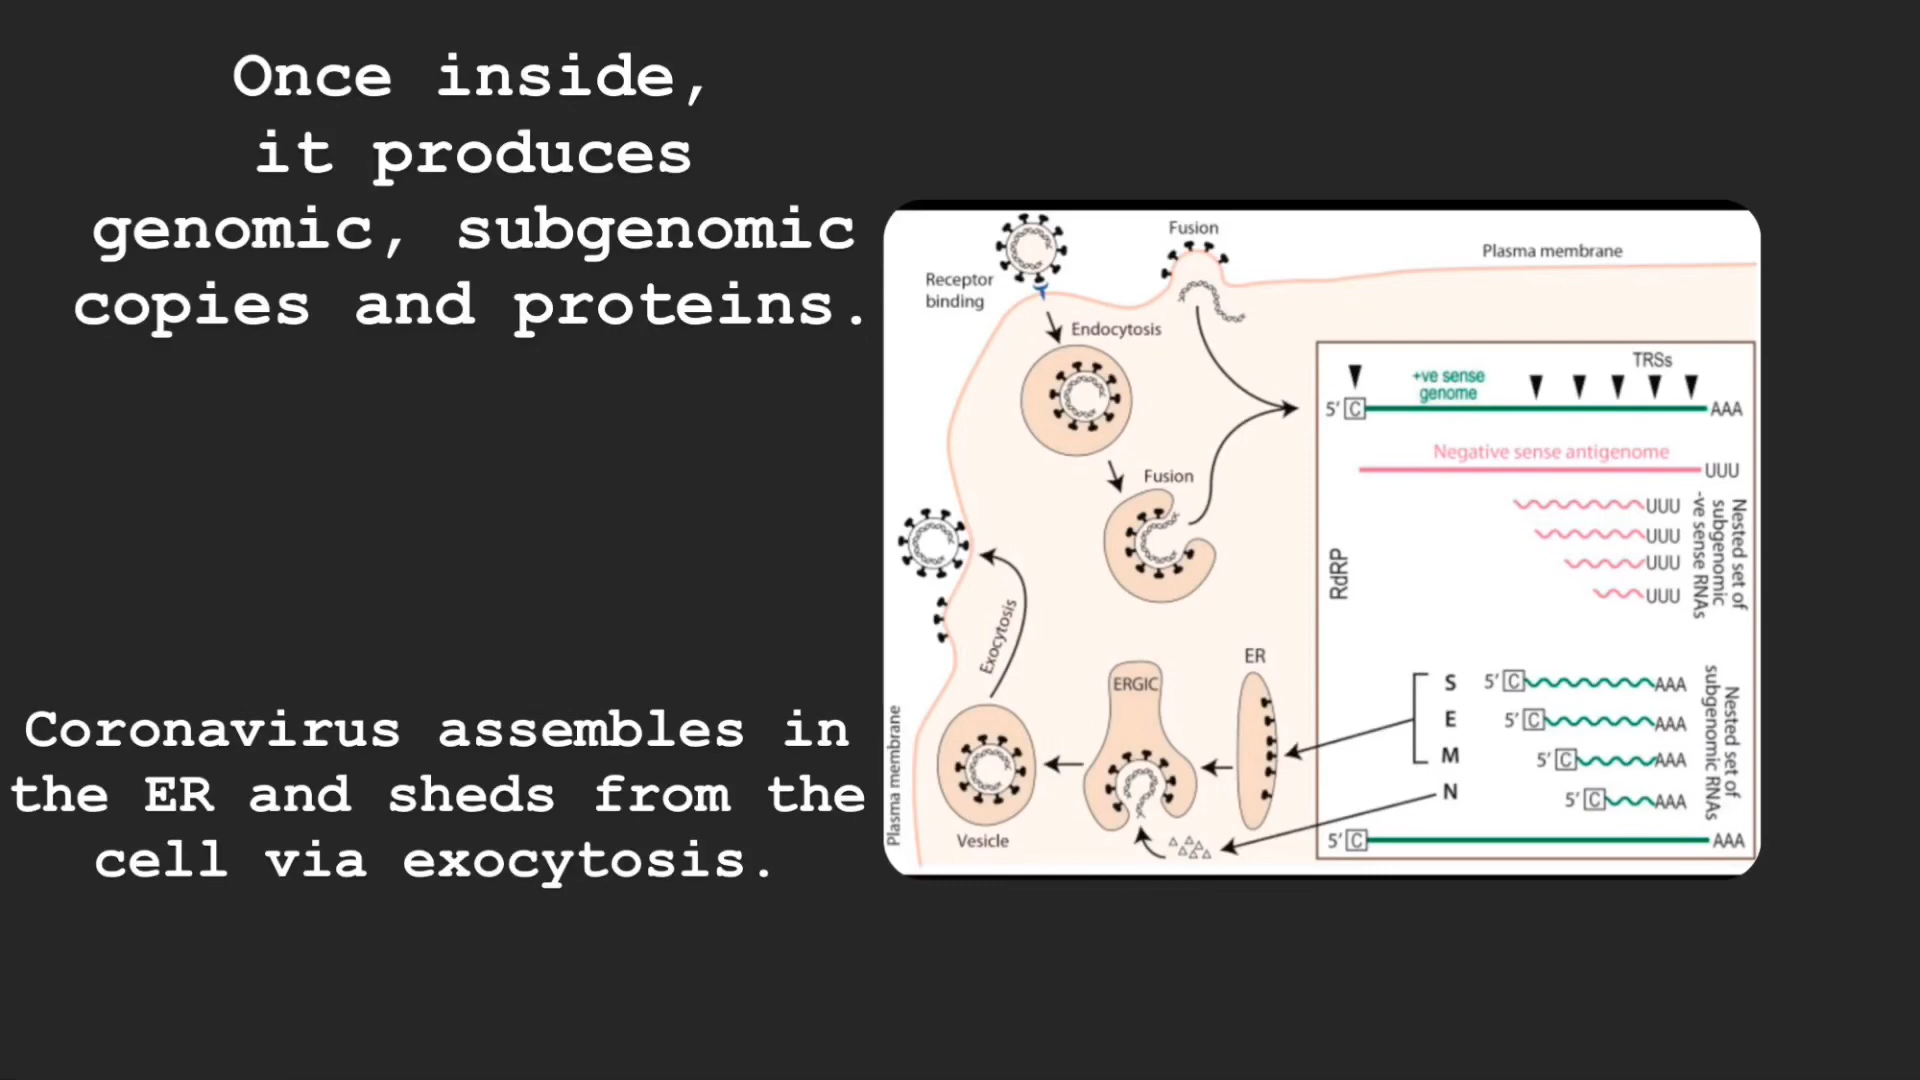 Once inside,
it produces
genomic, subgenomic
copies and proteins.
Coronavirus assembles in
the ER and sheds from the
cell via exocytosis.
Fusion
Plasma membrane
Receptor
binding
Endocytosis
Fusion
Exocytosis
ER
ERGIC
Vesicle
Plasma membrane
TRSs
+ve sense
genome
5' C AAA
Negative sense antigenome
UUU
UUU
UUU
UUU
UUU
Nested set of
subgenomic
-ve sense RNAs
RdRP
S 5' C AAA
E 5' C AAA
M 5' C AAA
N 5' C AAA
Nested set of
subgenomic RNAs
5' C AAA